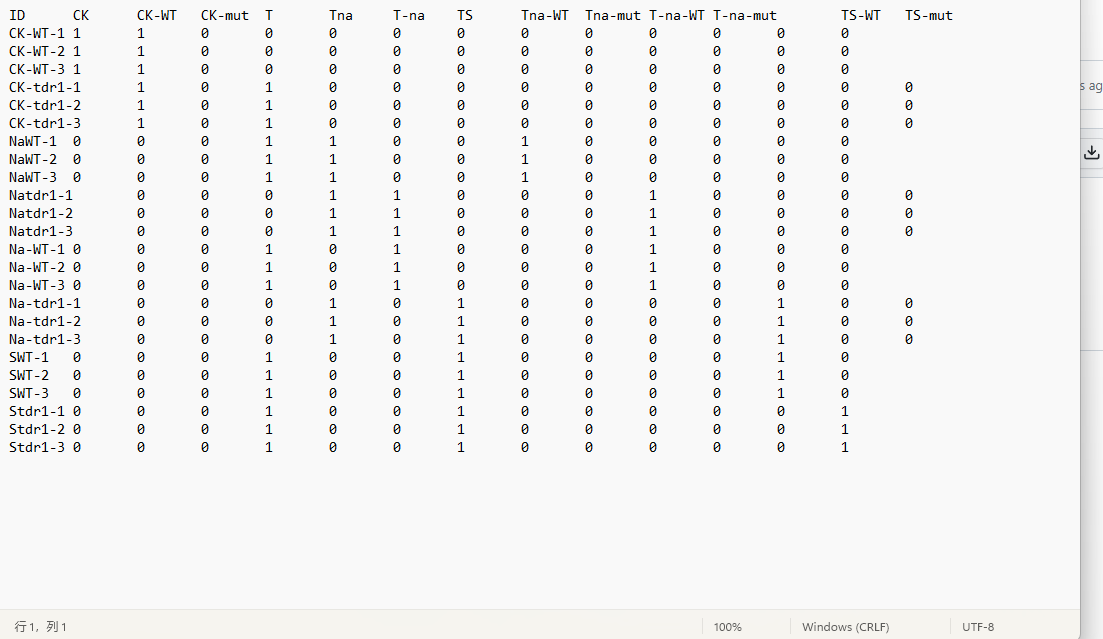 ID CK CK-WT CK-mut T Tna T-na TS Tna-WT Tna-mut T-na-WT T-na-mut TS-WT TS-mut
CK-WT-1 1 1 0 0 0 0 0 0 0 0 0 0 0
CK-WT-2 1 1 0 0 0 0 0 0 0 0 0 0 0
CK-WT-3 1 1 0 0 0 0 0 0 0 0 0 0 0
CK-tdr1-1 1 0 1 0 0 0 0 0 0 0 0 0 0
CK-tdr1-2 1 0 1 0 0 0 0 0 0 0 0 0 0
CK-tdr1-3 1 0 1 0 0 0 0 0 0 0 0 0 0
NaWT-1 0 0 0 1 1 0 0 1 0 0 0 0 0
NaWT-2 0 0 0 1 1 0 0 1 0 0 0 0 0
NaWT-3 0 0 0 1 1 0 0 1 0 0 0 0 0
Natdr1-1 0 0 0 1 1 0 0 0 1 0 0 0 0
Natdr1-2 0 0 0 1 1 0 0 0 1 0 0 0 0
Natdr1-3 0 0 0 1 1 0 0 0 1 0 0 0 0
Na-WT-1 0 0 0 1 0 1 0 0 0 1 0 0 0
Na-WT-2 0 0 0 1 0 1 0 0 0 1 0 0 0
Na-WT-3 0 0 0 1 0 1 0 0 0 1 0 0 0
Na-tdr1-1 0 0 0 1 0 1 0 0 0 0 1 0 0
Na-tdr1-2 0 0 0 1 0 1 0 0 0 0 1 0 0
Na-tdr1-3 0 0 0 1 0 1 0 0 0 0 1 0 0
SWT-1 0 0 0 1 0 0 1 0 0 0 0 1 0
SWT-2 0 0 0 1 0 0 1 0 0 0 0 1 0
SWT-3 0 0 0 1 0 0 1 0 0 0 0 1 0
Stdr1-1 0 0 0 1 0 0 1 0 0 0 0 0 1
Stdr1-2 0 0 0 1 0 0 1 0 0 0 0 0 1
Stdr1-3 0 0 0 1 0 0 1 0 0 0 0 0 1
s ag
行 1, 列 1 100% Windows (CRLF) UTF-8